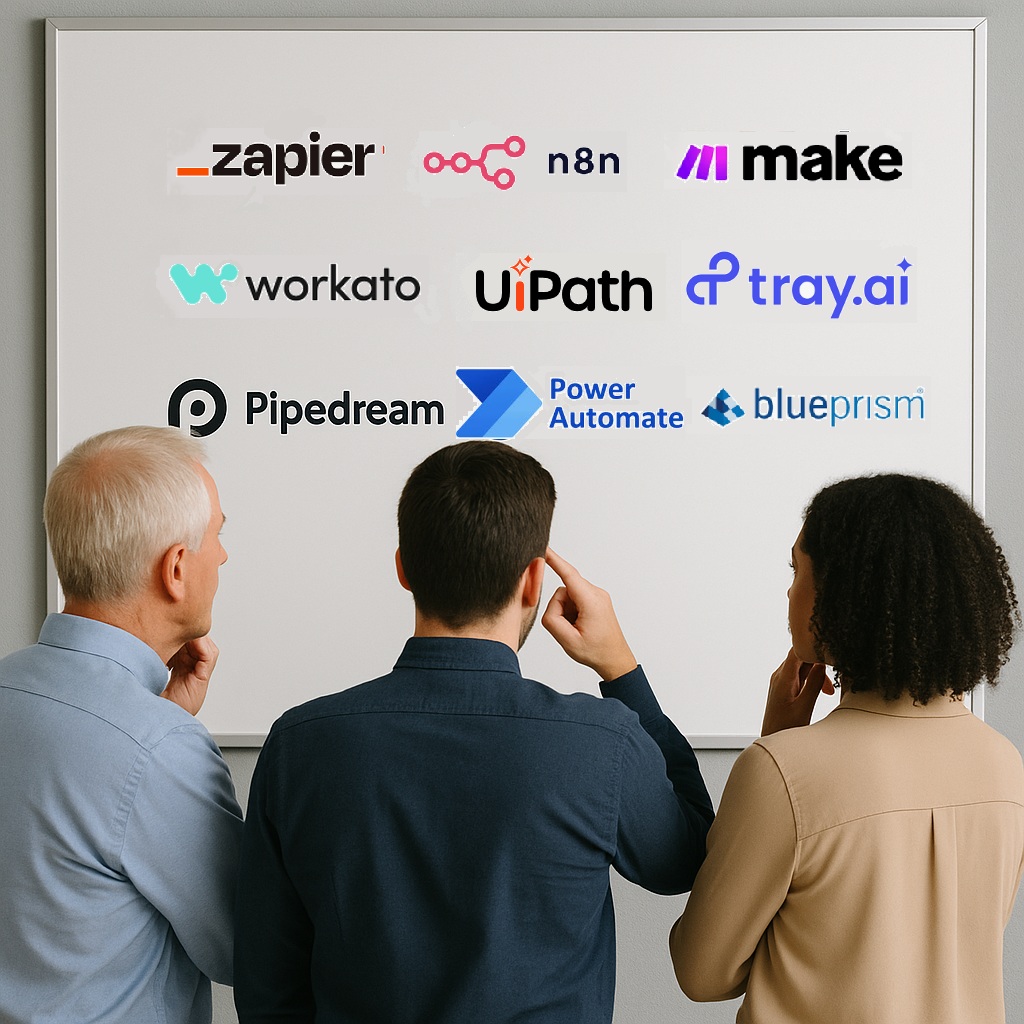 zapier
n8n
make
workato
UiPath
tray.ai
Pipedream
Power
Automate
blueprism®